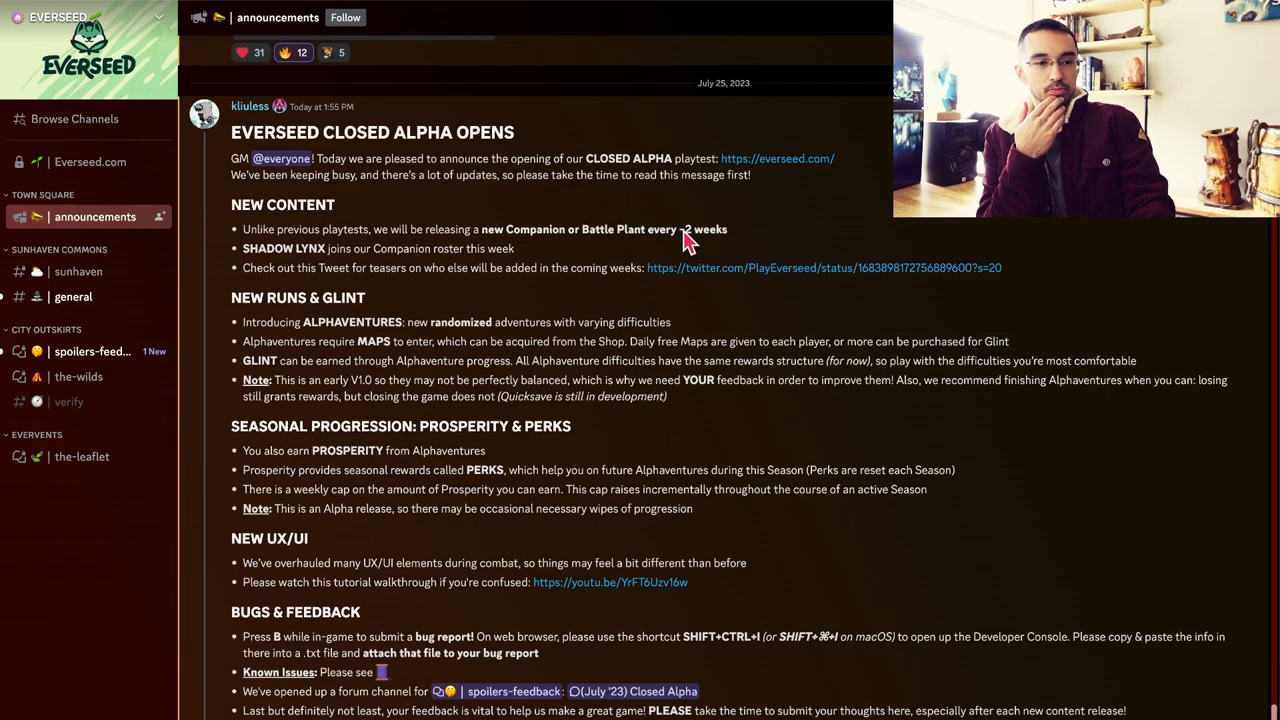 EVERSEED
EVERSEED
Browse Channels
Everseed.com
TOWN SQUARE
announcements
SUNHAVEN COMMONS
sunhaven
general
CITY OUTSKIRTS
spoilers-feed... 1 New
the-wilds
verify
EVERVENTS
the-leaflet
| announcements Follow
31 12 5
July 25, 2023
kliuless Today at 1:55 PM
EVERSEED CLOSED ALPHA OPENS
GM @everyone! Today we are pleased to announce the opening of our CLOSED ALPHA playtest: https://everseed.com/
We've been keeping busy, and there's a lot of updates, so please take the time to read this message first!
NEW CONTENT
• Unlike previous playtests, we will be releasing a new Companion or Battle Plant every ~2 weeks
• SHADOW LYNX joins our Companion roster this week
• Check out this Tweet for teasers on who else will be added in the coming weeks: https://twitter.com/PlayEverseed/status/1683898172756889600?s=20
NEW RUNS & GLINT
• Introducing ALPHAVENTURES: new randomized adventures with varying difficulties
• Alphaventures require MAPS to enter, which can be acquired from the Shop. Daily free Maps are given to each player, or more can be purchased for Glint
• GLINT can be earned through Alphaventure progress. All Alphaventure difficulties have the same rewards structure (for now), so play with the difficulties you're most comfortable
• Note: This is an early V1.0 so they may not be perfectly balanced, which is why we need YOUR feedback in order to improve them! Also, we recommend finishing Alphaventures when you can: losing
still grants rewards, but closing the game does not (Quicksave is still in development)
SEASONAL PROGRESSION: PROSPERITY & PERKS
• You also earn PROSPERITY from Alphaventures
• Prosperity provides seasonal rewards called PERKS, which help you on future Alphaventures during this Season (Perks are reset each Season)
• There is a weekly cap on the amount of Prosperity you can earn. This cap raises incrementally throughout the course of an active Season
• Note: This is an Alpha release, so there may be occasional necessary wipes of progression
NEW UX/UI
• We've overhauled many UX/UI elements during combat, so things may feel a bit different than before
• Please watch this tutorial walkthrough if you're confused: https://youtu.be/YrFT6Uzv16w
BUGS & FEEDBACK
• Press B while in-game to submit a bug report! On web browser, please use the shortcut SHIFT+CTRL+I (or SHIFT+⌘+I on macOS) to open up the Developer Console. Please copy & paste the info in
there into a .txt file and attach that file to your bug report
• Known Issues: Please see
• We've opened up a forum channel for | spoilers-feedback: (July '23) Closed Alpha
• Last but definitely not least, your feedback is vital to help us make a great game! PLEASE take the time to submit your thoughts here, especially after each new content release!